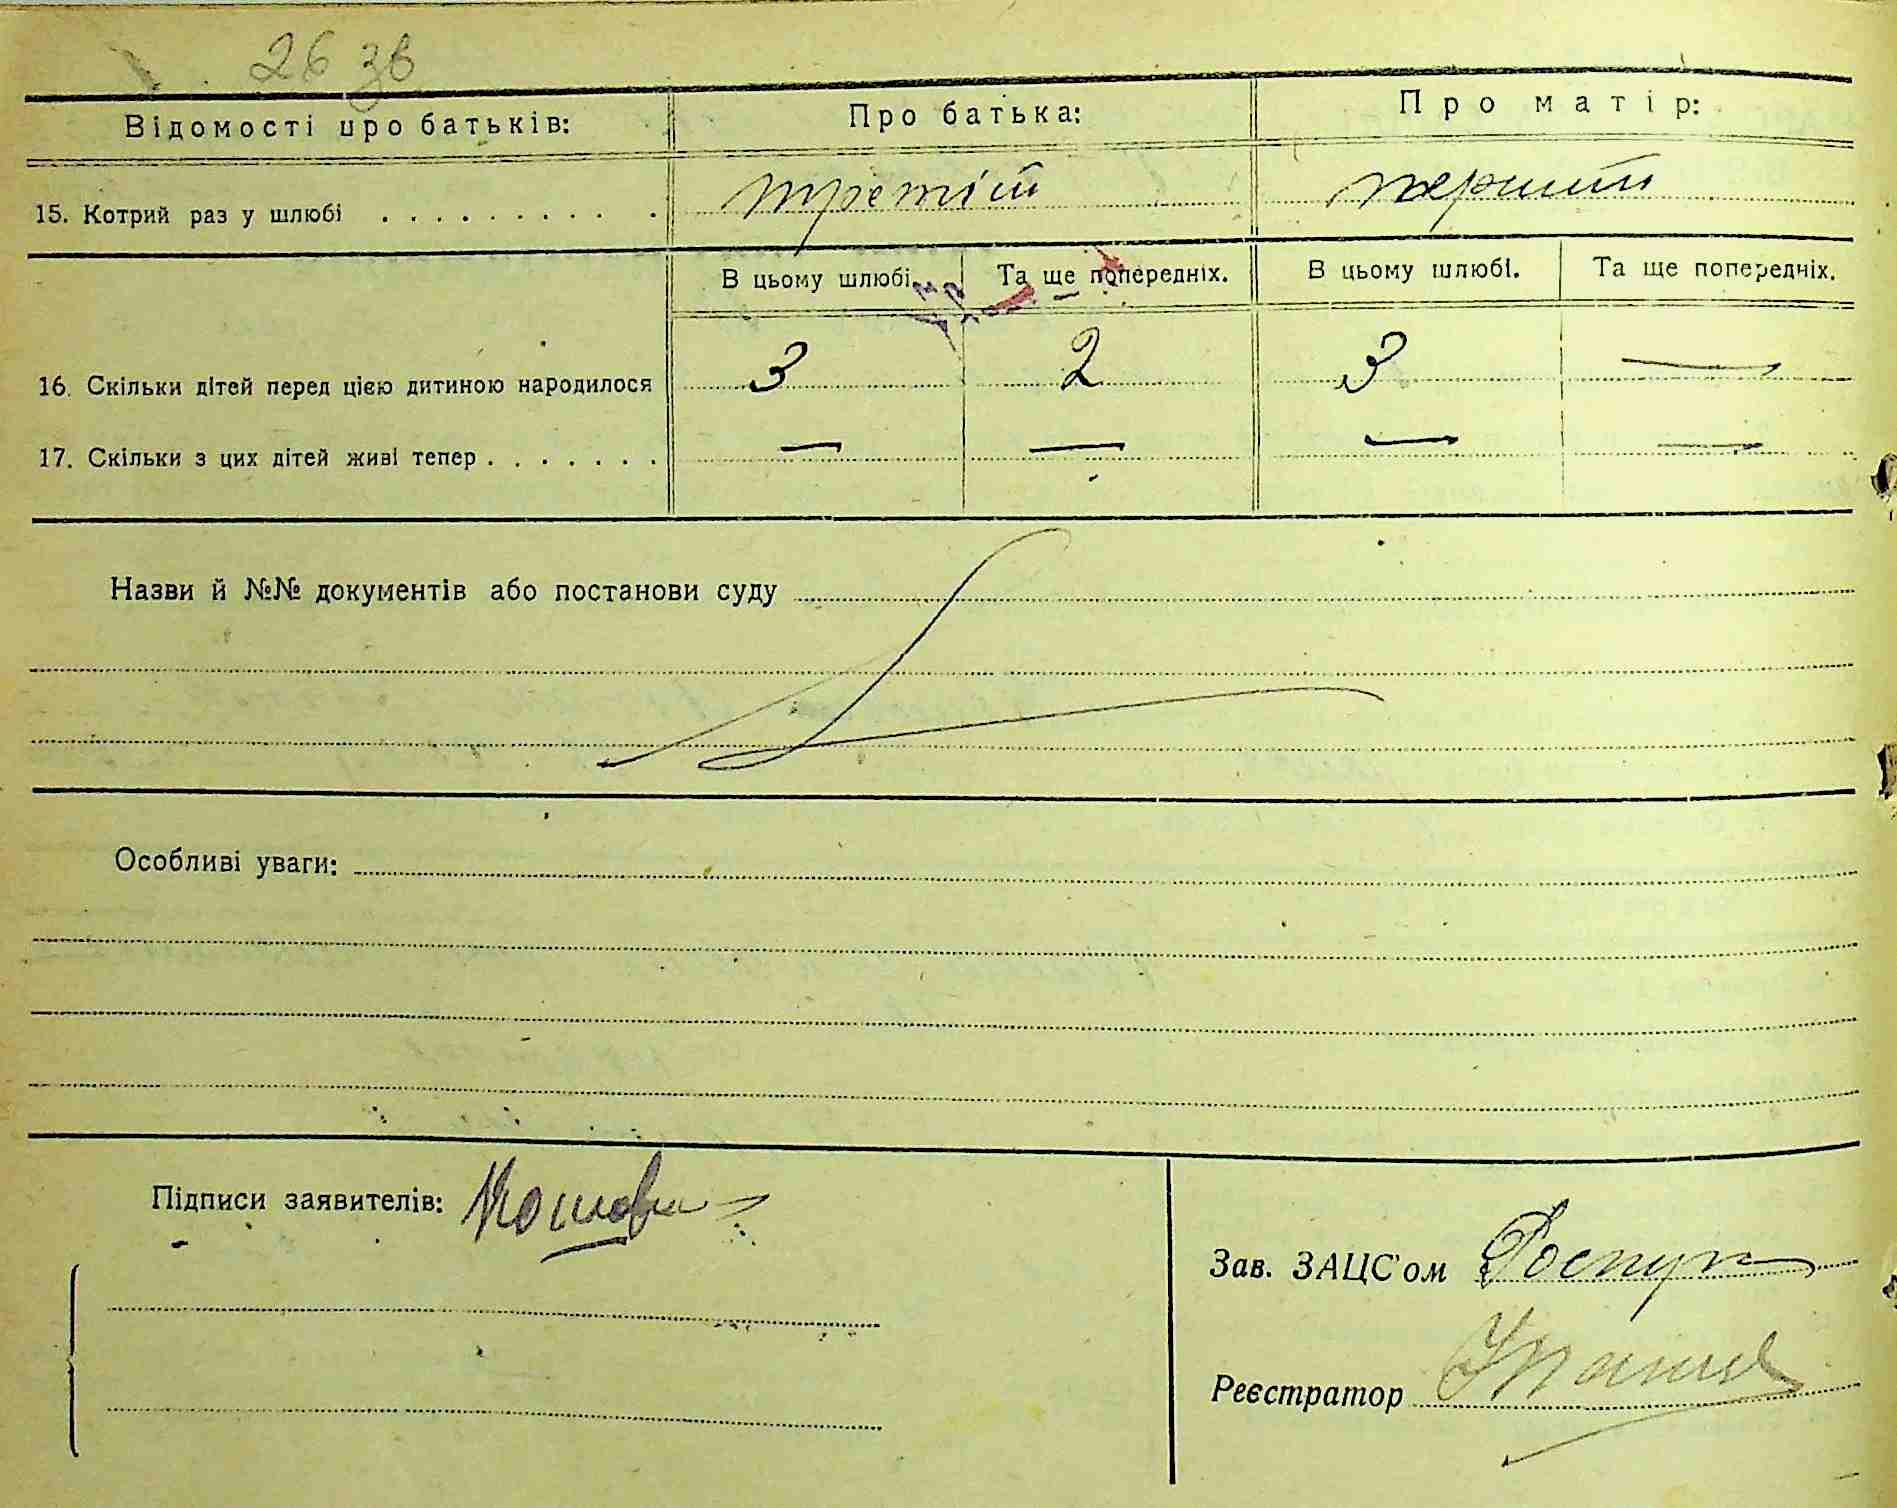 26 зв
Відомості про батьків: Про батька: Про матір:
15. Котрий раз у шлюбі . . . . . . . . . . третій перший
В цьому шлюбі. Та ще попередніх. В цьому шлюбі. Та ще попередніх.
16. Скільки дітей перед цією дитиною народилося 3 2 3 —
17. Скільки з цих дітей живі тепер . . . . . . . — — — —
Назви й №№ документів або постанови суду
Особливі уваги:
Підписи заявителів:
Зав. ЗАЦС'ом
Реєстратор